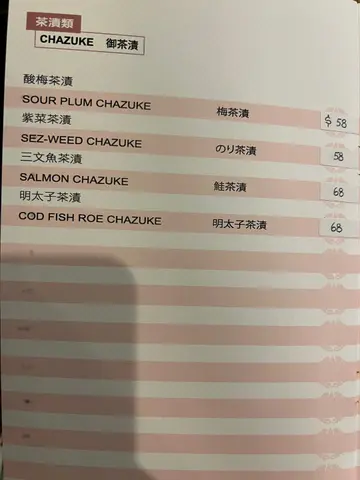 茶漬類
CHAZUKE 御茶漬
酸梅茶漬
SOUR PLUM CHAZUKE 梅茶漬 $58
紫菜茶漬
SEZ-WEED CHAZUKE のり茶漬 58
三文魚茶漬
SALMON CHAZUKE 鮭茶漬 68
明太子茶漬
COD FISH ROE CHAZUKE 明太子茶漬 68